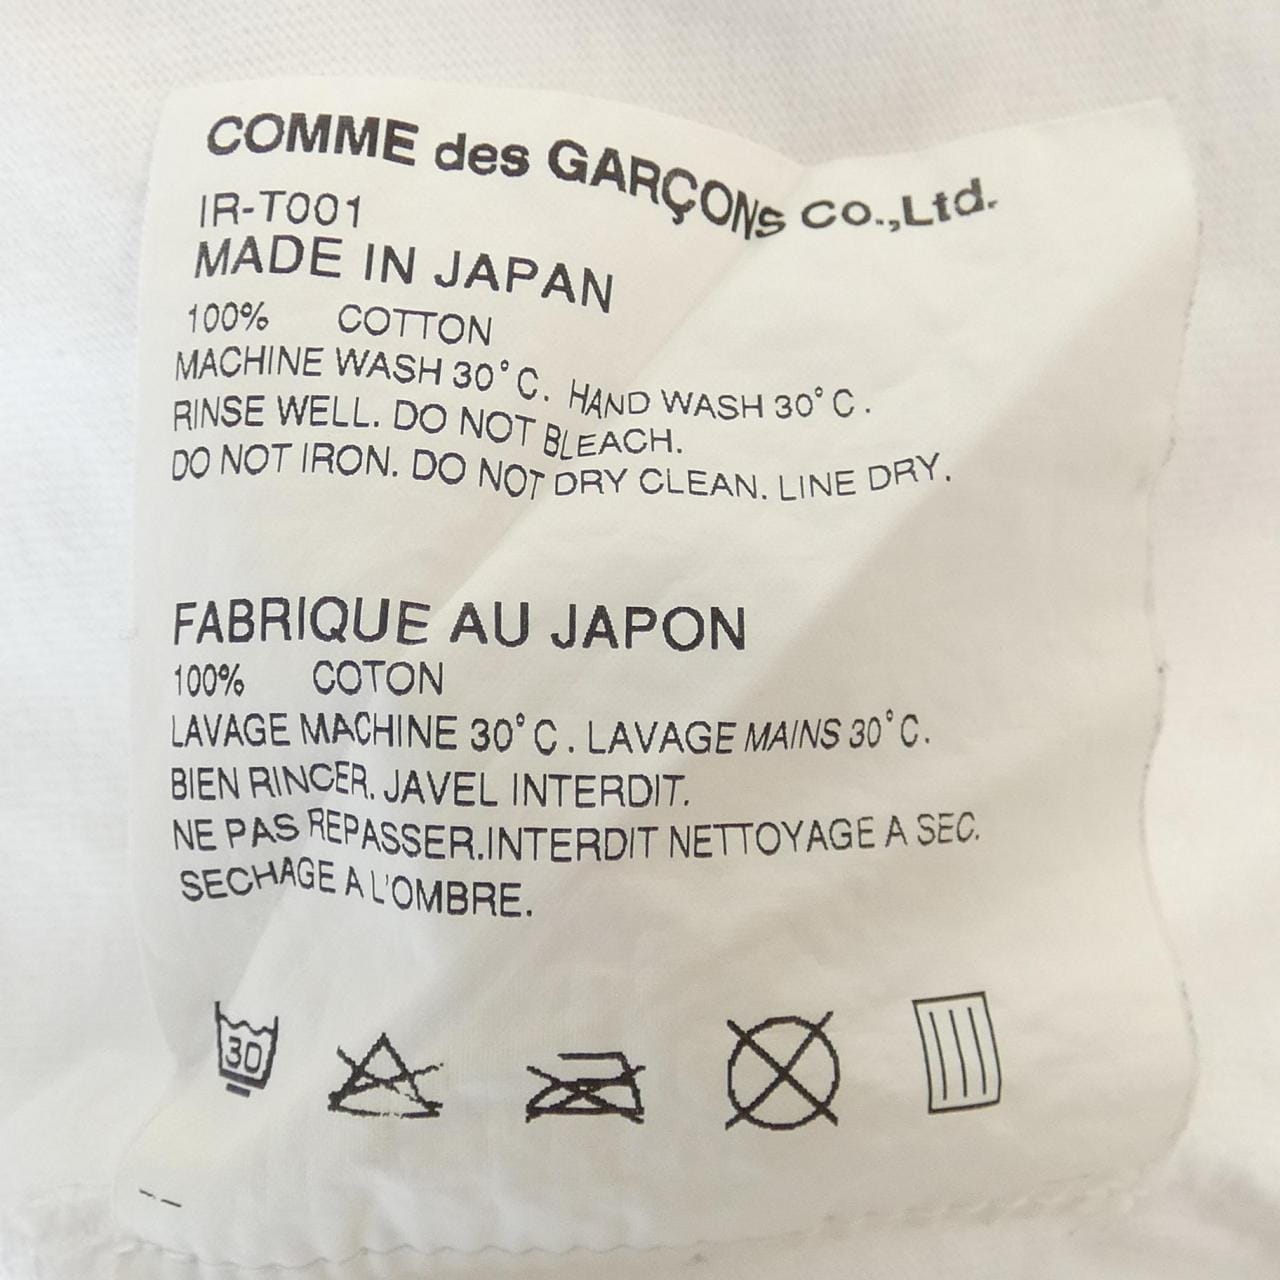 COMME des GARÇONS CO.,Ltd.
IR-T001
MADE IN JAPAN
100% COTTON
MACHINE WASH 30°C. HAND WASH 30°C.
RINSE WELL. DO NOT BLEACH.
DO NOT IRON. DO NOT DRY CLEAN. LINE DRY.
FABRIQUE AU JAPON
100% COTON
LAVAGE MACHINE 30°C. LAVAGE MAINS 30°C.
BIEN RINCER. JAVEL INTERDIT.
NE PAS REPASSER.INTERDIT NETTOYAGE A SEC.
SECHAGE A L'OMBRE.
30